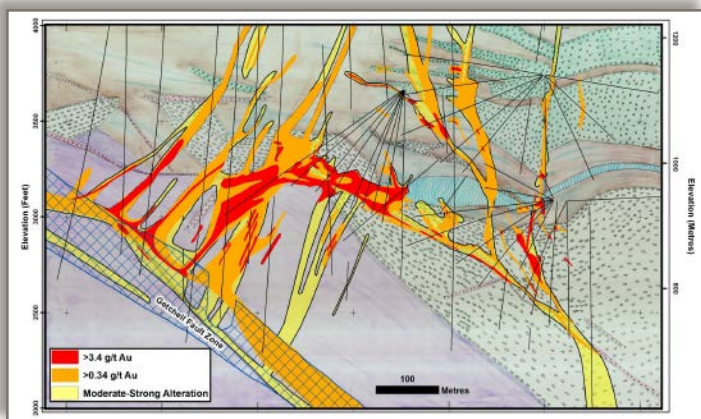 4000
3500
3000
2500
2000
Elevation (Feet)
1200
1000
800
Elevation (Metres)
Getchell Fault Zone
>3.4 g/t Au
>0.34 g/t Au
Moderate-Strong Alteration
100
Metres